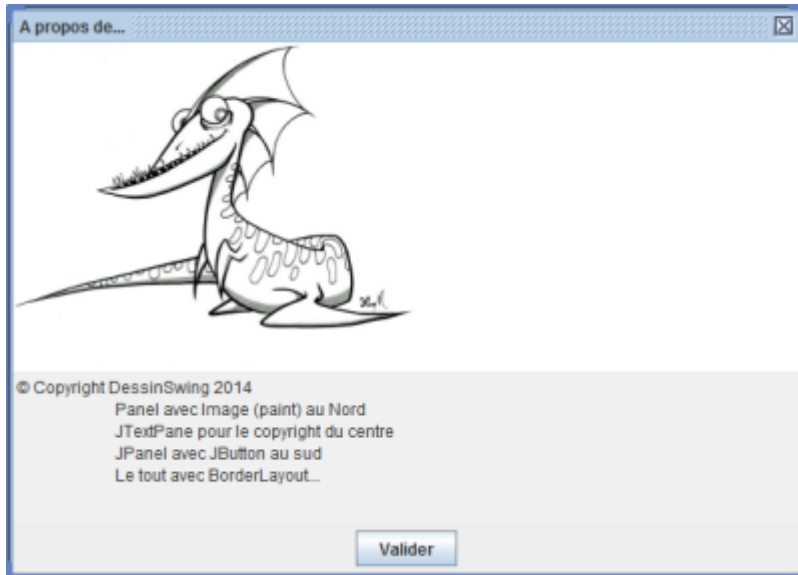 A propos de...
© Copyright DessinSwing 2014
Panel avec Image (paint) au Nord
JTextPane pour le copyright du centre
JPanel avec JButton au sud
Le tout avec BorderLayout...
Valider